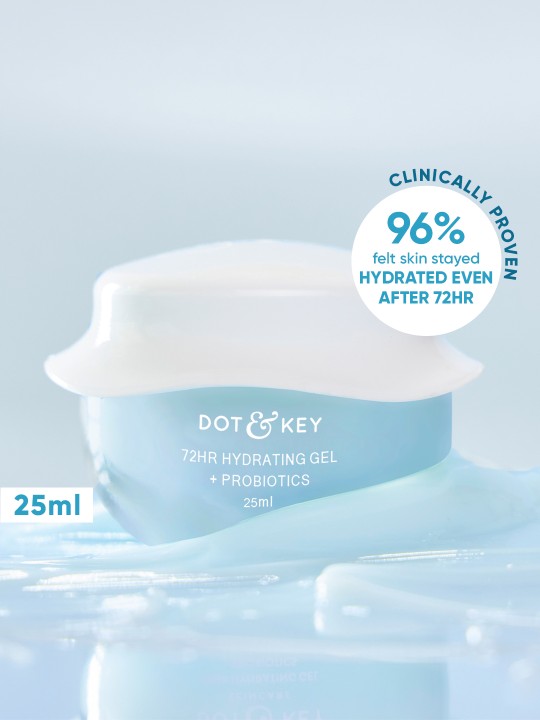 CLINICALLY PROVEN
96%
felt skin stayed
HYDRATED EVEN
AFTER 72HR
DOT & KEY
72HR HYDRATING GEL
+ PROBIOTICS
25ml
25ml